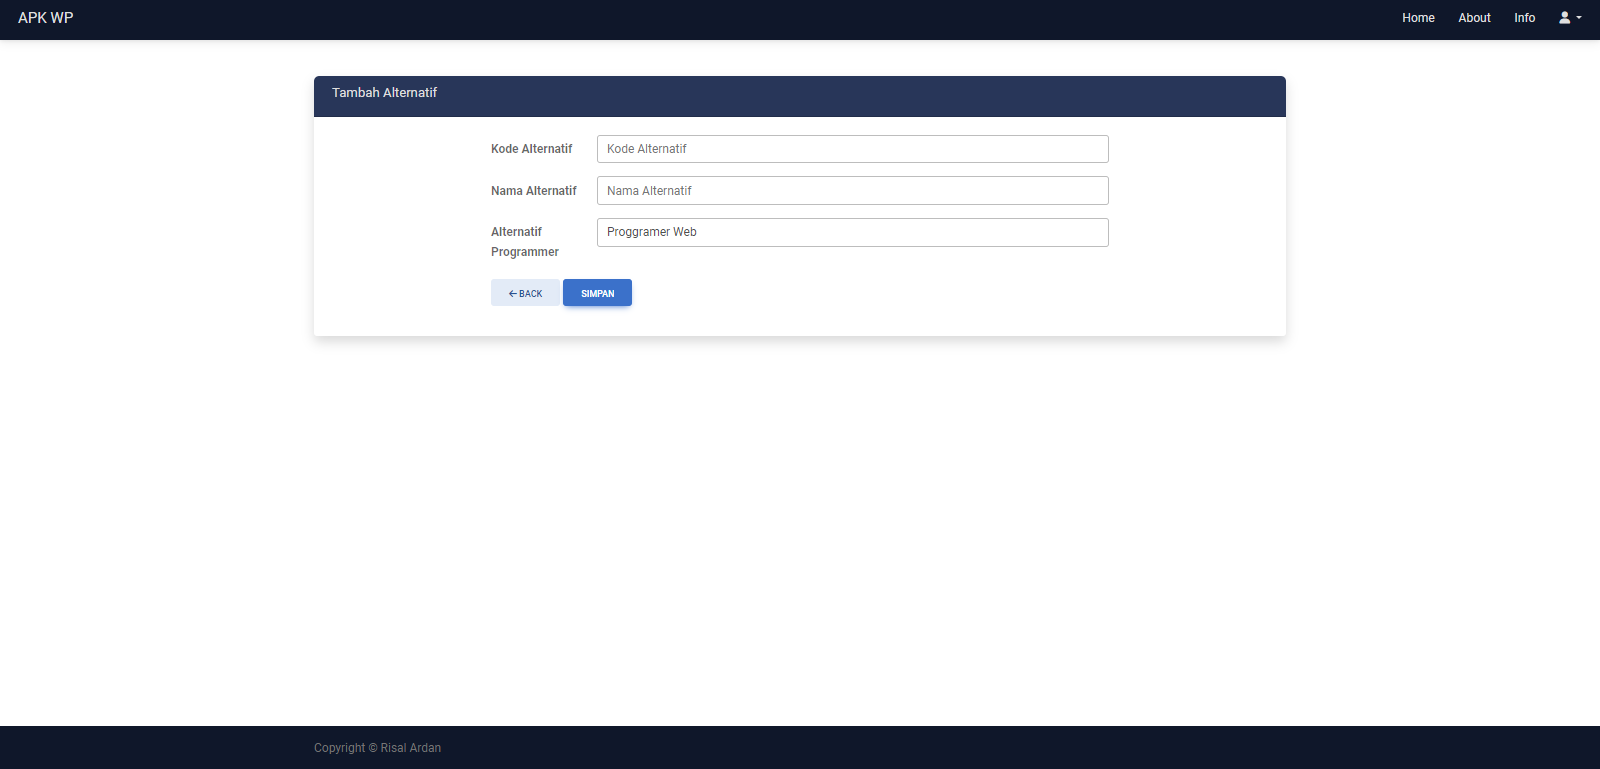 APK WP
Home About Info
Tambah Alternatif
Kode Alternatif Kode Alternatif
Nama Alternatif Nama Alternatif
Alternatif Programmer Proggramer Web
BACK SIMPAN
Copyright © Risal Ardan